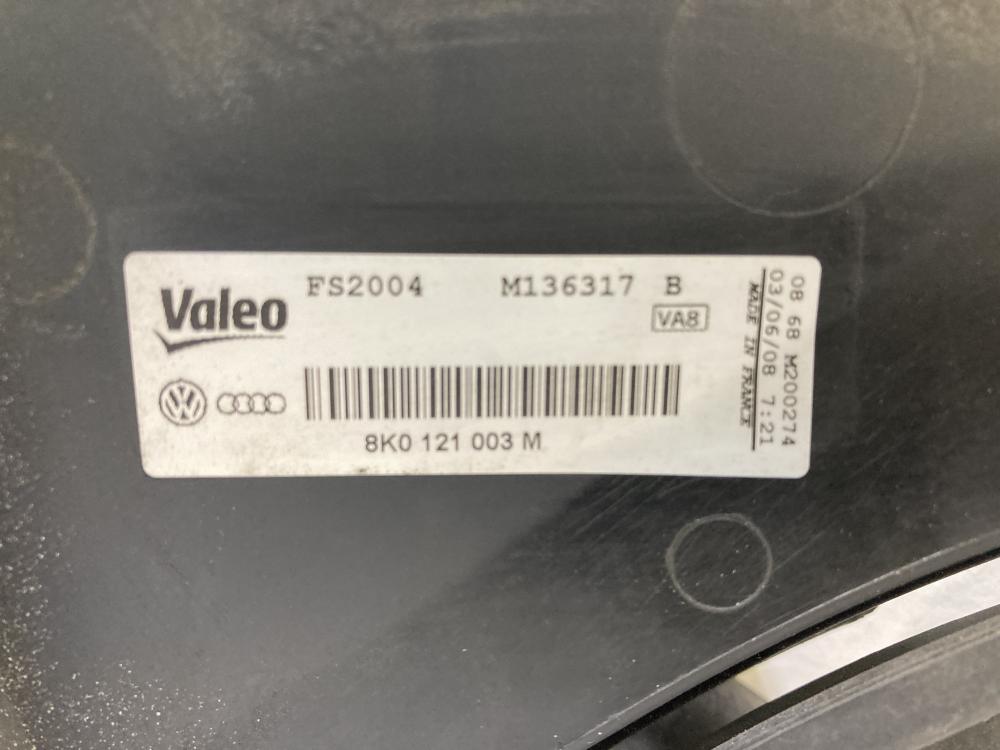 Valeo
FS2004 M136317 B
VA8
8K0 121 003 M
08 68 M200274
03/06/08 7:21
MADE IN FRANCE